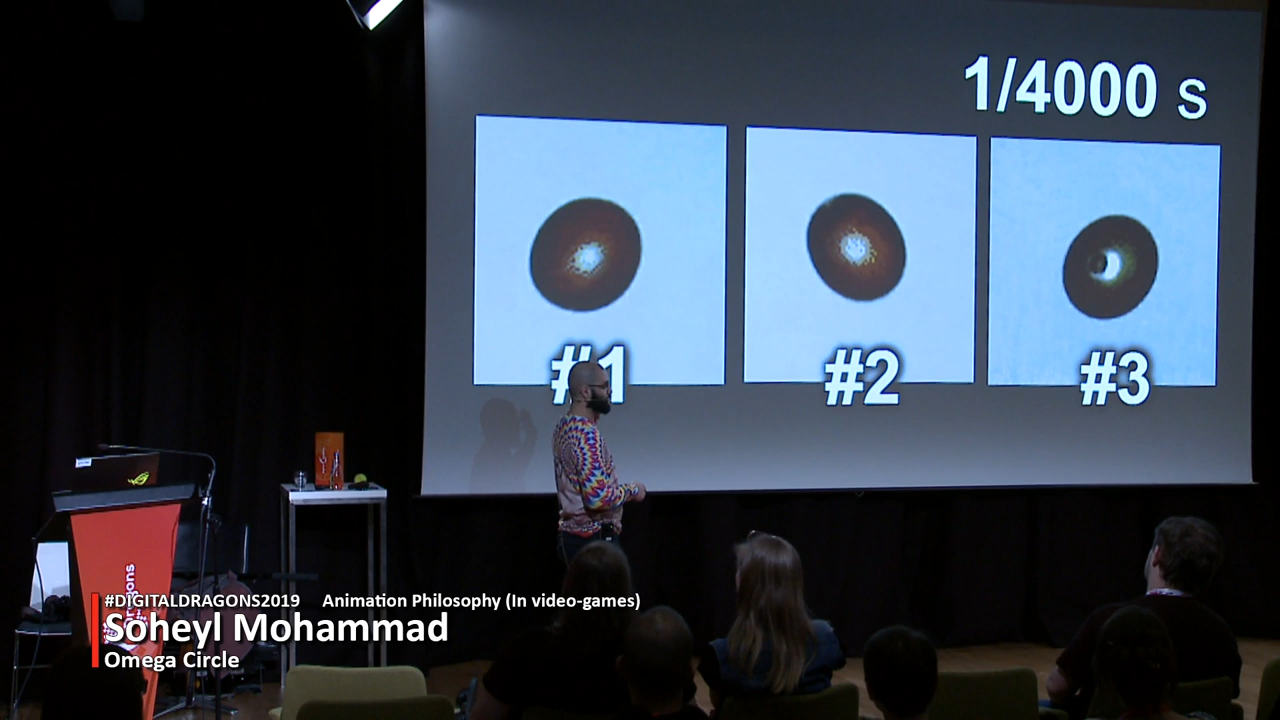 1/4000 s
#1
#2
#3
#DIGITALDRAGONS2019 Animation Philosophy (In video-games)
Soheyl Mohammad
Omega Circle